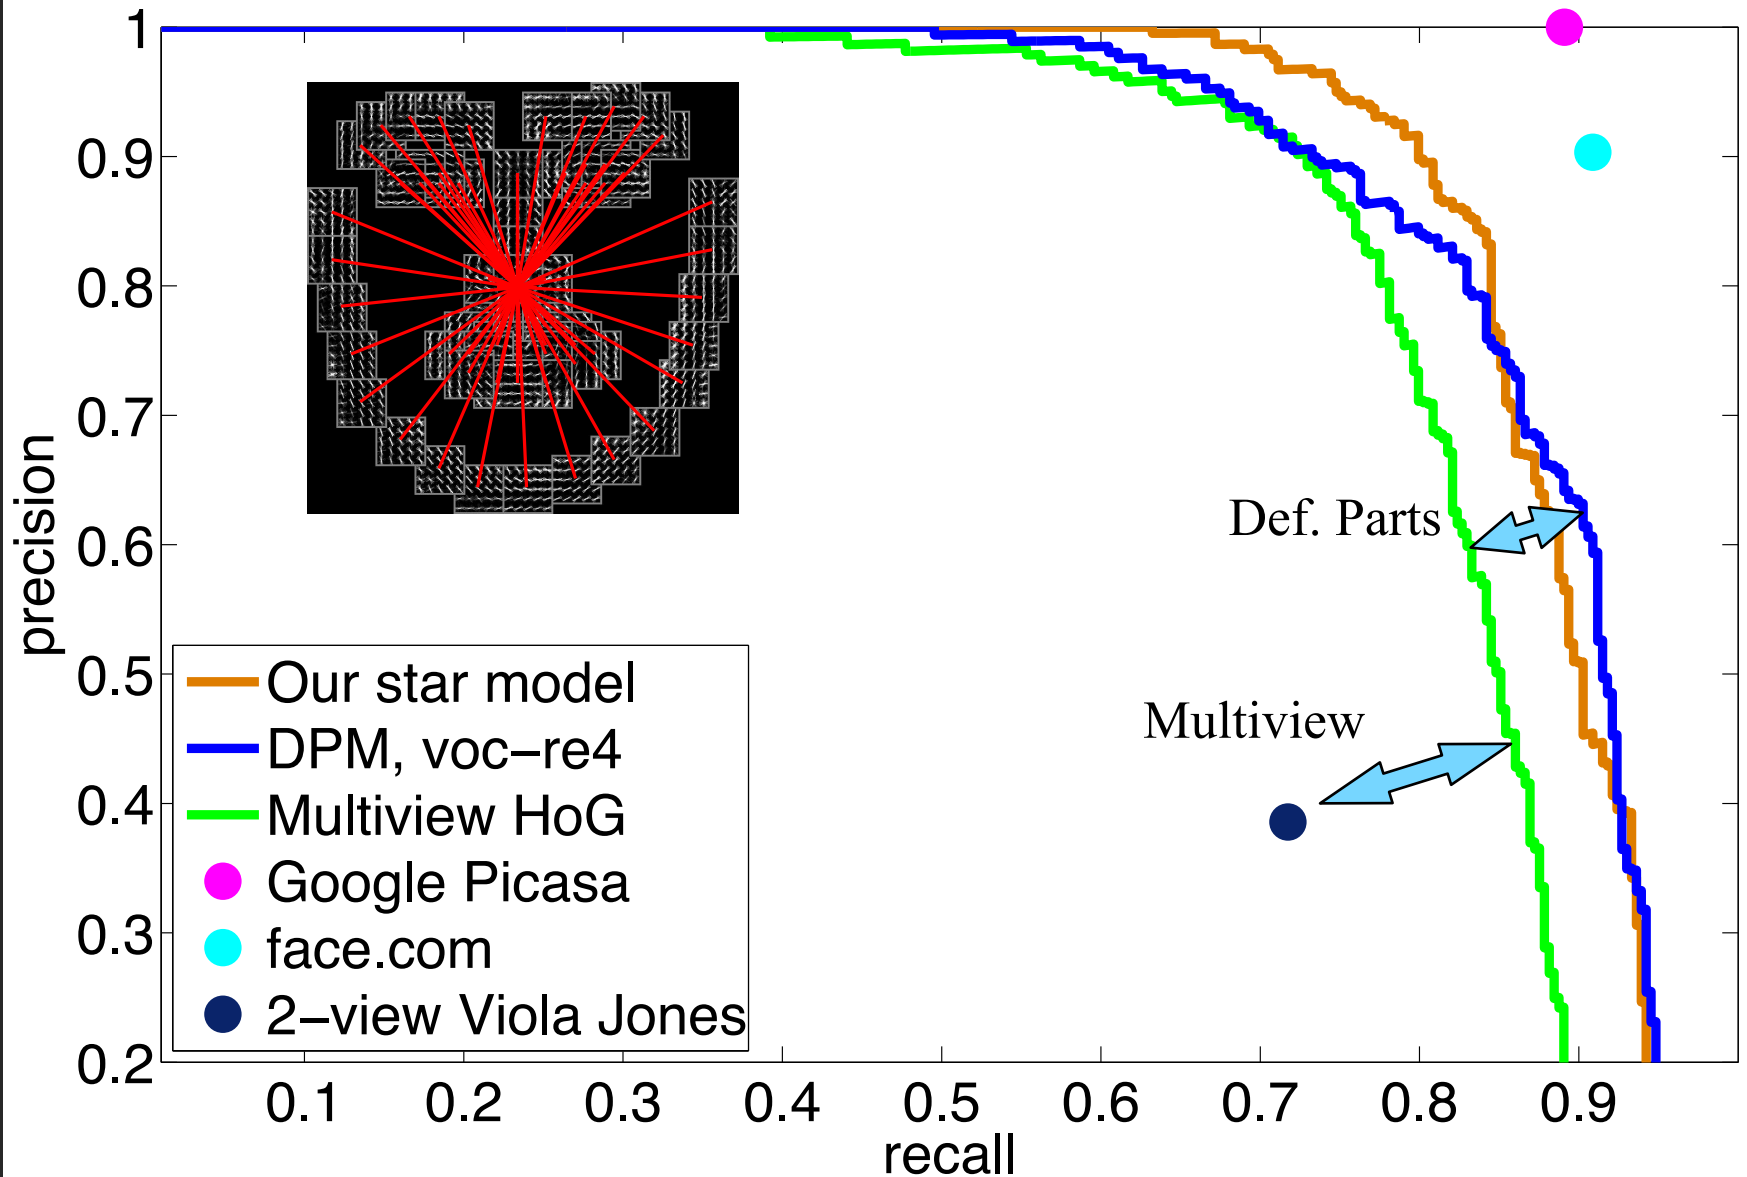 1
0.9
0.8
0.7
0.6
0.5
0.4
0.3
0.2
precision
Def. Parts
Multiview
Our star model
DPM, voc−re4
Multiview HoG
Google Picasa
face.com
2−view Viola Jones
0.1 0.2 0.3 0.4 0.5 0.6 0.7 0.8 0.9
recall